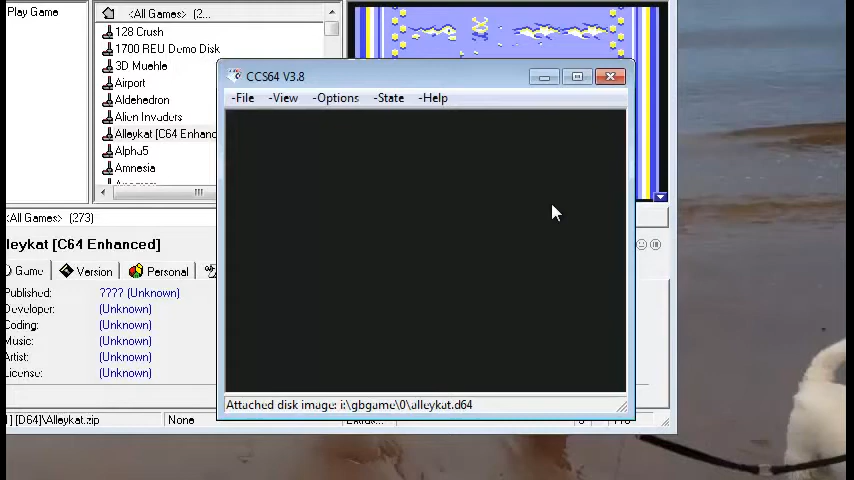 Play Game
<All Games> (2...
128 Crush
1700 REU Demo Disk
3D Muehle
Airport
Aldehedron
Alien Invaders
Alleykat [C64 Enhanc
Alpha5
Amnesia
CCS64 V3.8
-File -View -Options -State -Help
<All Games> (273)
lleykat [C64 Enhanced]
Game Version Personal
Published: ???? (Unknown)
Developer: (Unknown)
Coding: (Unknown)
Music: (Unknown)
Artist: (Unknown)
License: (Unknown)
Attached disk image: i:\gbgame\0\alleykat.d64
] [D64]\Alleykat.zip None